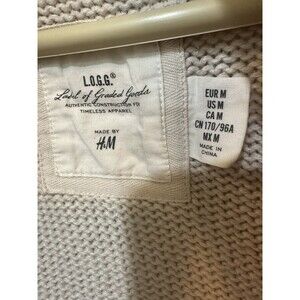 L.O.G.G.®
Label of Graded Goods
AUTHENTIC CONSTRUCTION FD
TIMELESS APPAREL
MADE BY
H&M
EUR M
US M
CA M
CN 170/96A
MX M
MADE IN
CHINA